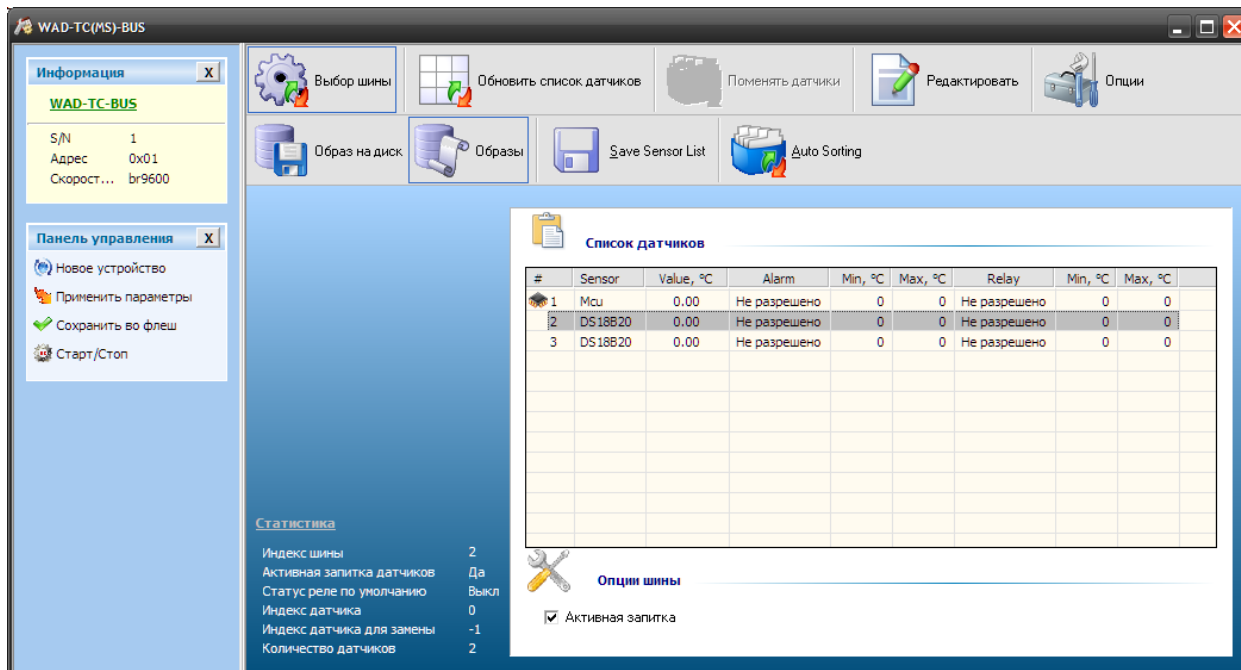 WAD-TC(MS)-BUS
Информация X
WAD-TC-BUS
S/N 1
Адрес 0x01
Скорост... br9600
Панель управления X
Новое устройство
Применить параметры
Сохранить во флеш
Старт/Стоп
Выбор шины Обновить список датчиков Поменять датчики Редактировать Опции
Образ на диск Образы Save Sensor List Auto Sorting
Список датчиков
# Sensor Value, °C Alarm Min, °C Max, °C Relay Min, °C Max, °C
1 Mcu 0.00 Не разрешено 0 0 Не разрешено 0 0
2 DS18B20 0.00 Не разрешено 0 0 Не разрешено 0 0
3 DS18B20 0.00 Не разрешено 0 0 Не разрешено 0 0
Статистика
Индекс шины 2
Активная запитка датчиков Да
Статус реле по умолчанию Выкл
Индекс датчика 0
Индекс датчика для замены -1
Количество датчиков 2
Опции шины
Активная запитка